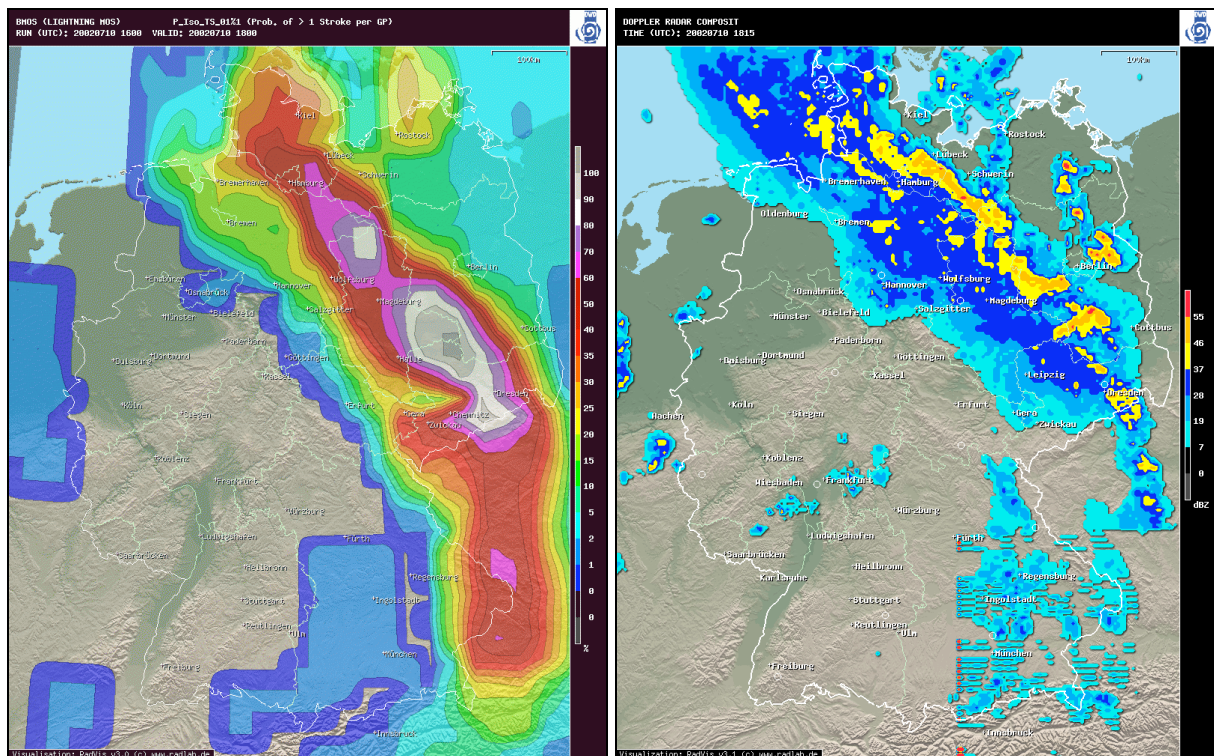 BMOS (LIGHTNING MOS) P_Iso_TS_01%1 (Prob. of > 1 Stroke per GP)
RUN (UTC): 20020710 1600 VALID: 20020710 1800
100km
Kiel
Rostock
Lübeck
Schwerin
Bremerhaven
Hamburg
Bremen
Berlin
Wolfsburg
Hannover
Osnabrück
Magdeburg
Salzgitter
Bielefeld
Münster
Cottbus
Paderborn
Göttingen
Halle
Duisburg
Dortmund
Kassel
Dresden
Köln
Siegen
Erfurt
Gera
Chemnitz
Zwickau
Koblenz
Frankfurt
Würzburg
Ludwigshafen
Fürth
Saarbrücken
Heilbronn
Regensburg
Stuttgart
Ingolstadt
Reutlingen
Ulm
München
Freiburg
Innsbruck
100
90
80
70
60
50
40
35
30
25
20
15
10
5
2
1
0
0
%
Visualisation: RadVis v3.0 (c) www.radlab.de
DOPPLER RADAR COMPOSIT
TIME (UTC): 20020710 1815
100km
Kiel
Rostock
Lübeck
Schwerin
Bremerhaven
Hamburg
Oldenburg
Bremen
Berlin
Wolfsburg
Hannover
Osnabrück
Magdeburg
Salzgitter
Bielefeld
Münster
Cottbus
Paderborn
Göttingen
Duisburg
Dortmund
Kassel
Leipzig
Dresden
Köln
Siegen
Erfurt
Gera
Aachen
Zwickau
Koblenz
Wiesbaden
Frankfurt
Würzburg
Ludwigshafen
Fürth
Saarbrücken
Heilbronn
Karlsruhe
Regensburg
Stuttgart
Ingolstadt
Reutlingen
Ulm
München
Freiburg
Innsbruck
55
46
37
28
19
7
0
dBZ
Visualization: RadVis v3.1 (c) www.radlab.de